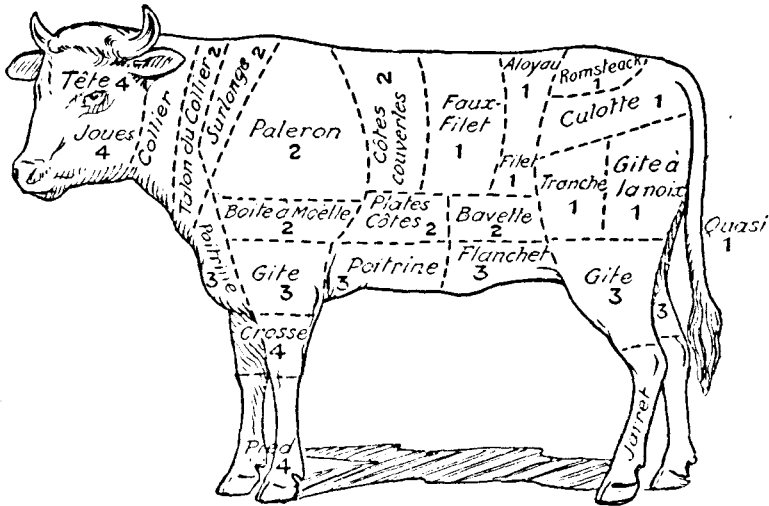 Tête 4
Joues
4
Collier
Talon du Collier 2
Surlonge 2
Paleron
2
Côtes
couvertes
2
Faux-
Filet
1
Aloyau
1
Romsteack
1
Culotte 1
Filet
1
Tranche
1
Gite à
la noix
1
Quasi
1
Boite à Moëlle
2
Plates
Côtes 2
Bavette
2
Poitrine
3
Gite
3
Poitrine
3
Flanchet
3
Gite
3
3
Crosse
4
Pied
4
Jarret